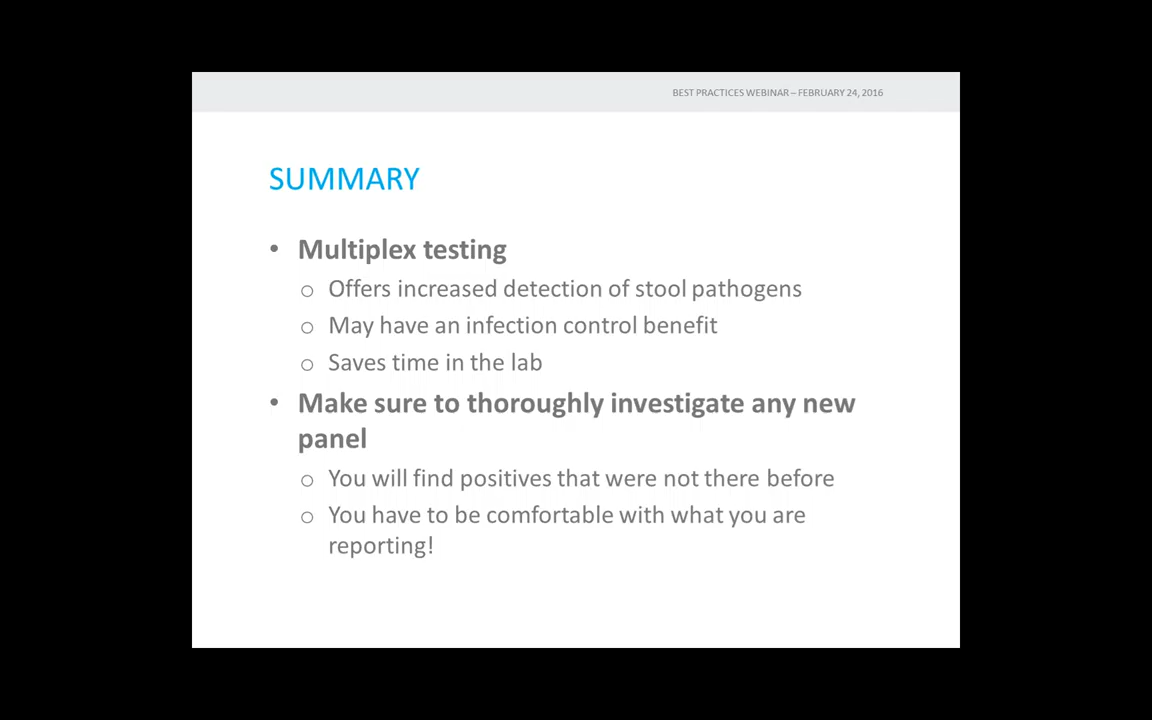 BEST PRACTICES WEBINAR – FEBRUARY 24, 2016
SUMMARY
• Multiplex testing
o Offers increased detection of stool pathogens
o May have an infection control benefit
o Saves time in the lab
• Make sure to thoroughly investigate any new
panel
o You will find positives that were not there before
o You have to be comfortable with what you are
reporting!